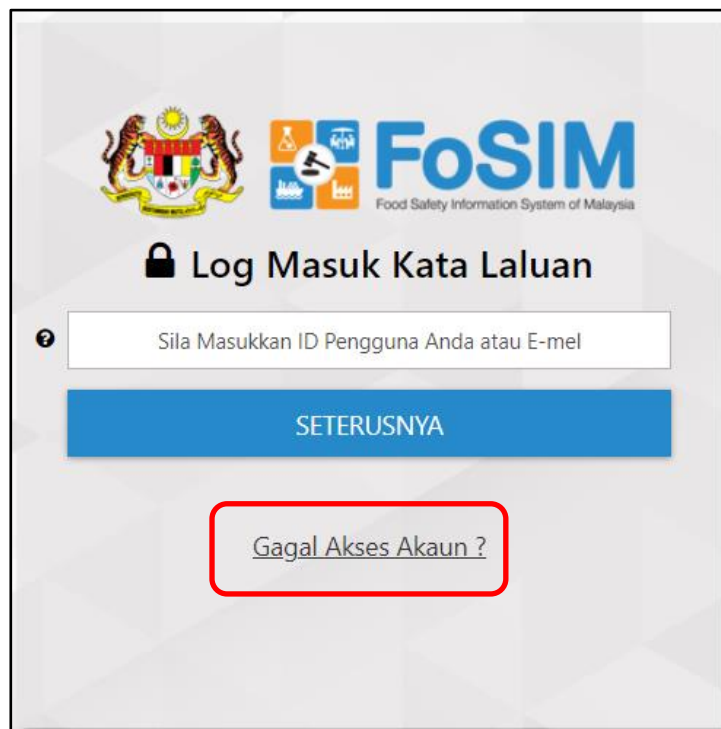 FoSIM
Food Safety Information System of Malaysia
Log Masuk Kata Laluan
Sila Masukkan ID Pengguna Anda atau E-mel
SETERUSNYA
Gagal Akses Akaun ?